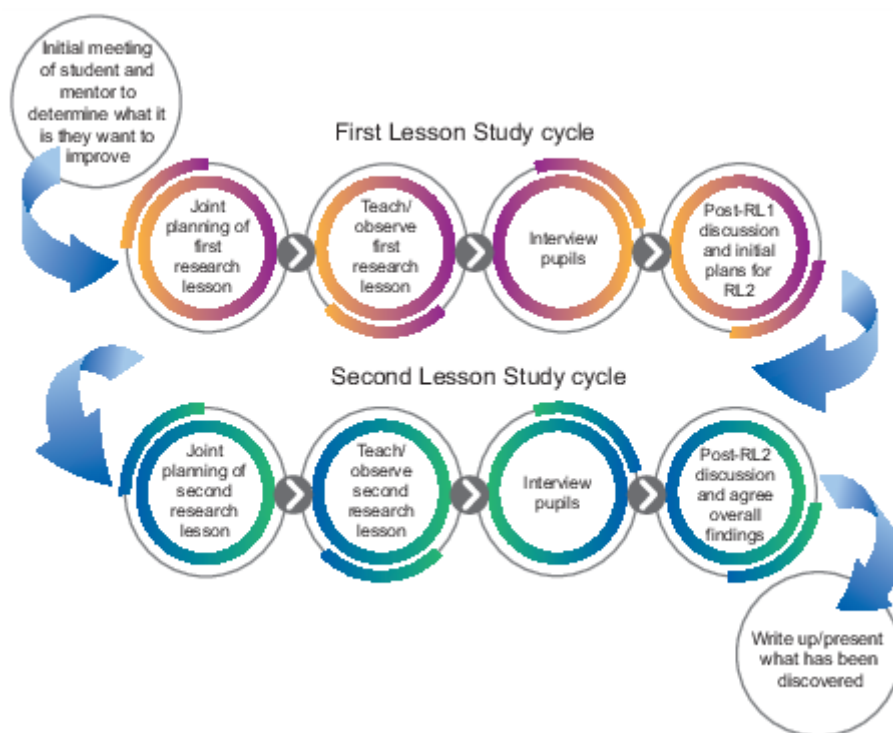 Initial meeting
of student and
mentor to
determine what it
is they want to
improve
First Lesson Study cycle
Joint
planning of
first
research
lesson
Teach/
observe
first
research
lesson
Interview
pupils
Post-RL1
discussion
and initial
plans for
RL2
Second Lesson Study cycle
Joint
planning of
second
research
lesson
Teach/
observe
second
research
lesson
Interview
pupils
Post-RL2
discussion
and agree
overall
findings
Write up/present
what has been
discovered